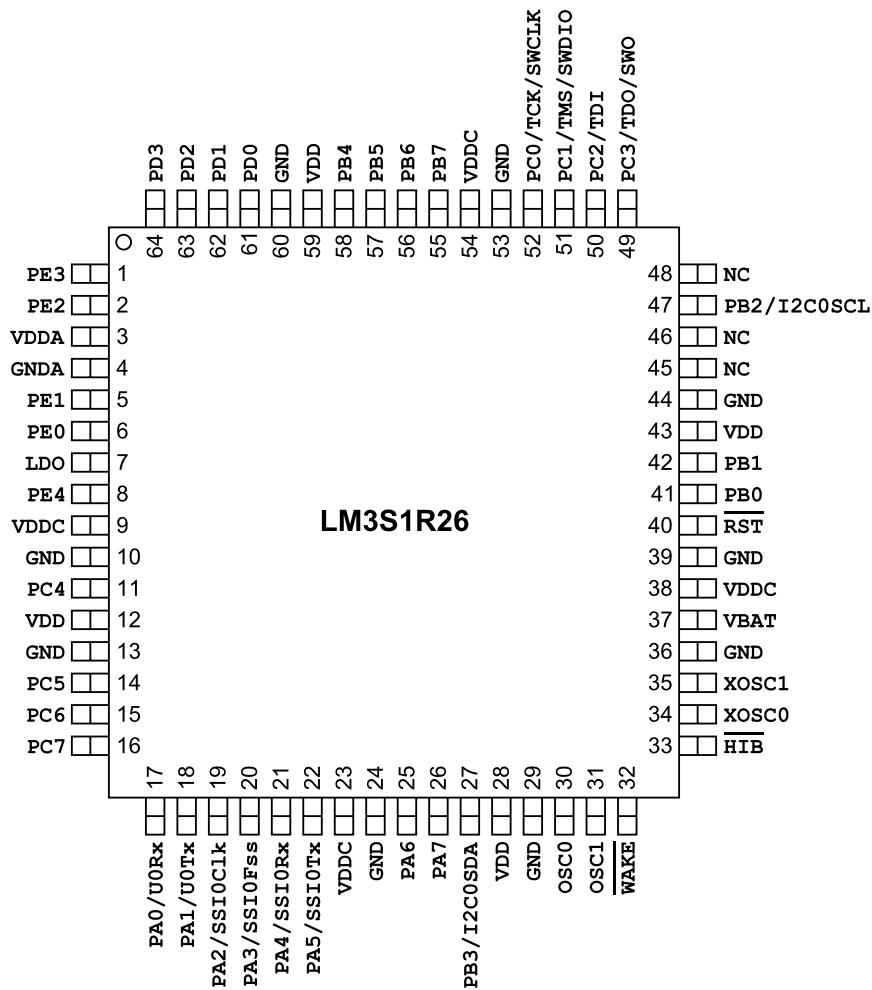 PD3 PD2 PD1 PD0 GND VDD PB4 PB5 PB6 PB7 VDDC GND PC0/TCK/SWCLK PC1/TMS/SWDIO PC2/TDI PC3/TDO/SWO
64 63 62 61 60 59 58 57 56 55 54 53 52 51 50 49
PE3 1 48 NC
PE2 2 47 PB2/I2C0SCL
VDDA 3 46 NC
GNDA 4 45 NC
PE1 5 44 GND
PE0 6 43 VDD
LDO 7 42 PB1
PE4 8 41 PB0
LM3S1R26
VDDC 9 40 RST
GND 10 39 GND
PC4 11 38 VDDC
VDD 12 37 VBAT
GND 13 36 GND
PC5 14 35 XOSC1
PC6 15 34 XOSC0
PC7 16 33 HIB
17 18 19 20 21 22 23 24 25 26 27 28 29 30 31 32
PA0/U0Rx PA1/U0Tx PA2/SSI0Clk PA3/SSI0Fss PA4/SSI0Rx PA5/SSI0Tx VDDC GND PA6 PA7 PB3/I2C0SDA VDD GND OSC0 OSC1 WAKE